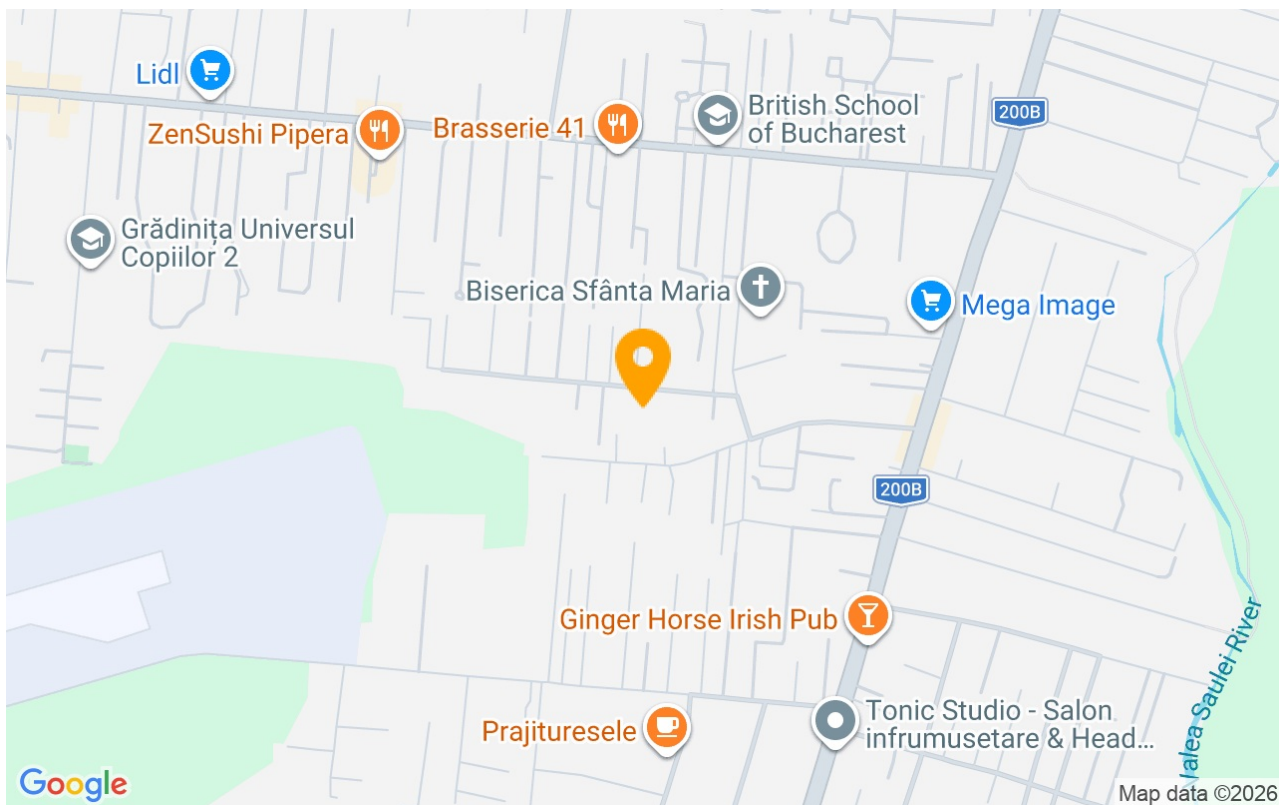 Lidl
ZenSushi Pipera
Brasserie 41
British School
of Bucharest
200B
Grădinița Universul
Copiilor 2
Biserica Sfânta Maria
Mega Image
200B
Ginger Horse Irish Pub
Prajituresele
Tonic Studio - Salon
infrumusetare & Head...
alea Saulei River
Google
Map data ©2026